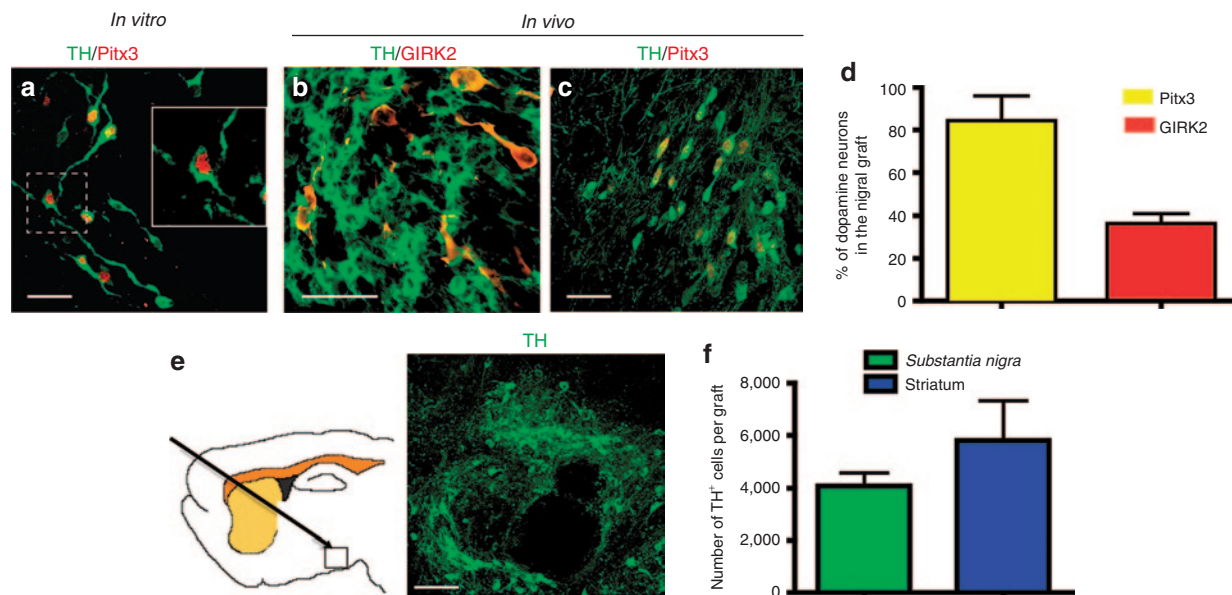 In vitro
In vivo
TH/Pitx3
TH/GIRK2
TH/Pitx3
a
b
c
d
% of dopamine neurons
in the nigral graft
100
80
60
40
20
0
Pitx3
GIRK2
e
TH
f
Substantia nigra
Striatum
Number of TH+ cells per graft
8,000
6,000
4,000
2,000
0